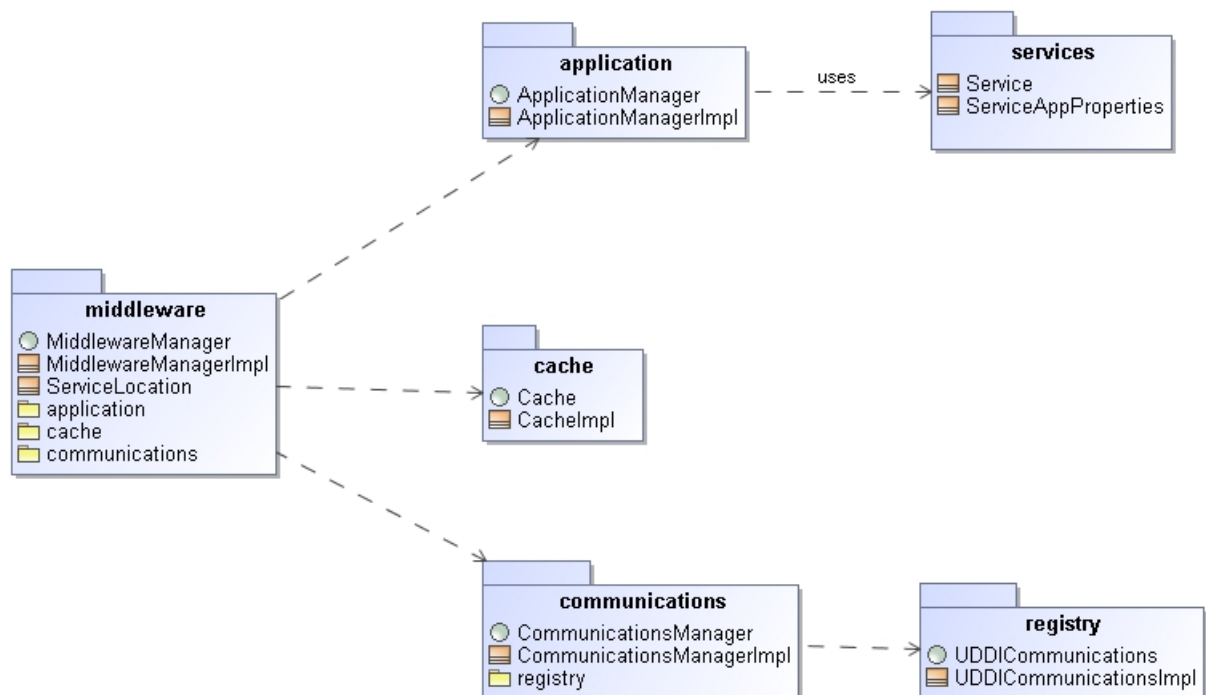 application
ApplicationManager
ApplicationManagerImpl
uses
services
Service
ServiceAppProperties
middleware
MiddlewareManager
MiddlewareManagerImpl
ServiceLocation
application
cache
communications
cache
Cache
CacheImpl
communications
CommunicationsManager
CommunicationsManagerImpl
registry
registry
UDDICommunications
UDDICommunicationsImpl